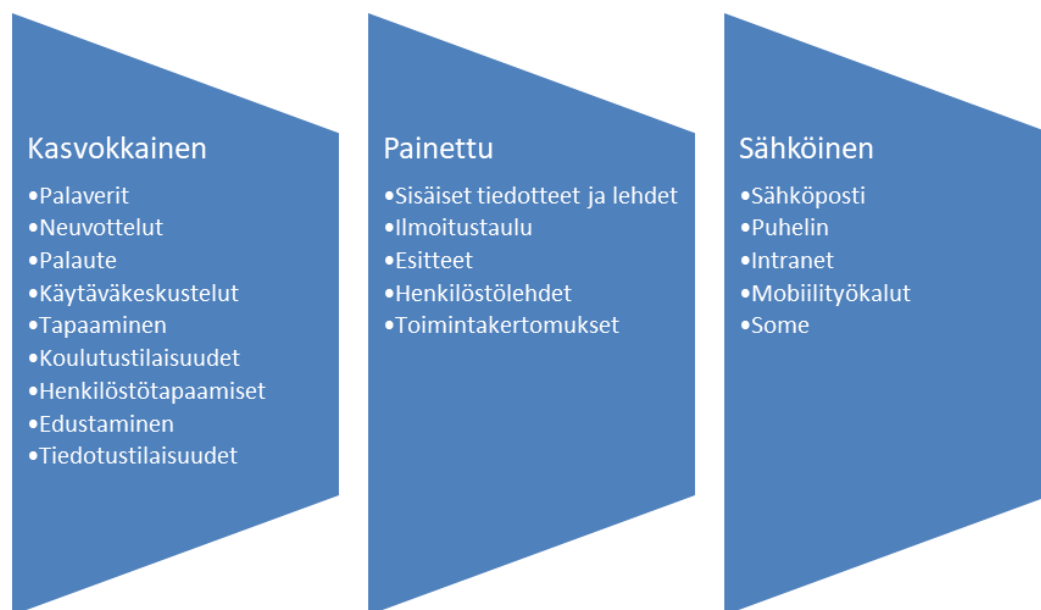 Kasvokkainen
•Palaverit
•Neuvottelut
•Palaute
•Käytäväkeskustelut
•Tapaaminen
•Koulutustilaisuudet
•Henkilöstötapaamiset
•Edustaminen
•Tiedotustilaisuudet
Painettu
•Sisäiset tiedotteet ja lehdet
•Ilmoitustaulu
•Esitteet
•Henkilöstölehdet
•Toimintakertomukset
Sähköinen
•Sähköposti
•Puhelin
•Intranet
•Mobiilityökalut
•Some